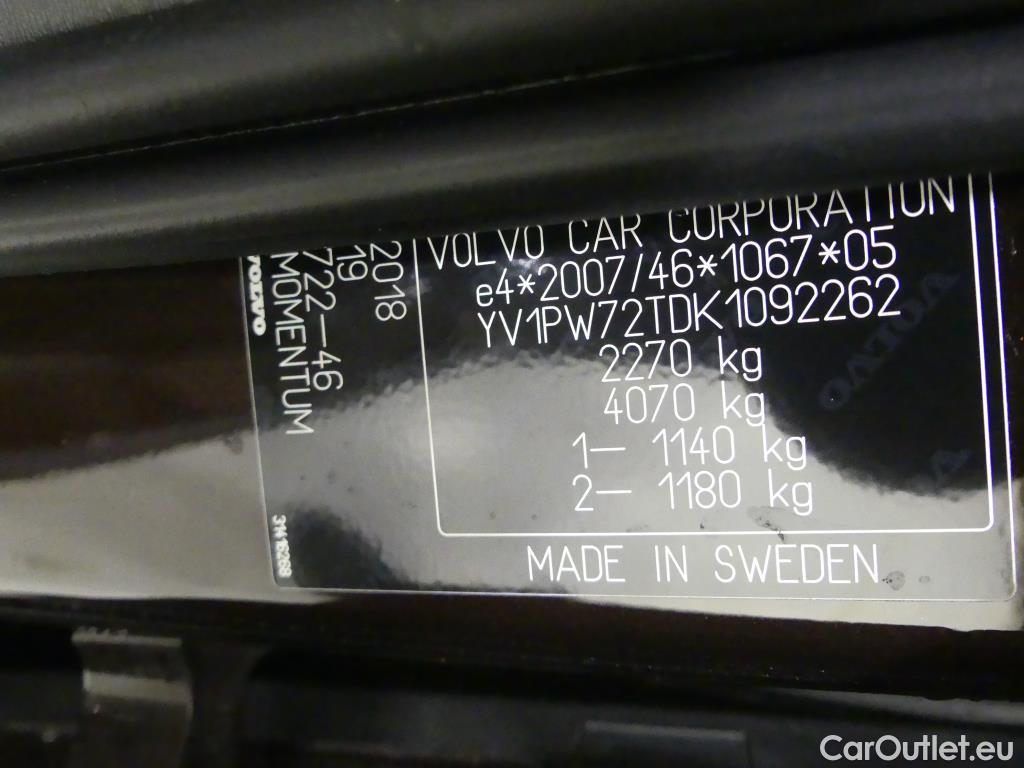 VOLVO CAR CORPORATION
e4*2007/46*1067*05
YV1PW72TDK1092262
2270 kg
4070 kg
1– 1140 kg
2– 1180 kg
MADE IN SWEDEN
2018
19
722–46
MOMENTUM
VOLVO
VOLVO
CarOutlet.eu